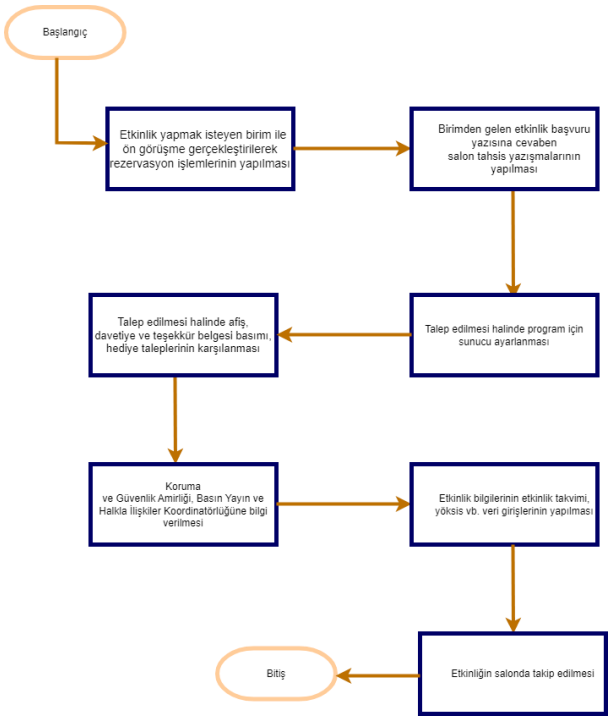 Başlangıç
Etkinlik yapmak isteyen birim ile
ön görüşme gerçekleştirilerek
rezervasyon işlemlerinin yapılması
Birimden gelen etkinlik başvuru
yazısına cevaben
salon tahsis yazışmalarının
yapılması
Talep edilmesi halinde program için
sunucu ayarlanması
Talep edilmesi halinde afiş,
davetiye ve teşekkür belgesi basımı,
hediye taleplerinin karşılanması
Koruma
ve Güvenlik Amirliği, Basın Yayın ve
Halkla İlişkiler Koordinatörlüğüne bilgi
verilmesi
Etkinlik bilgilerinin etkinlik takvimi,
yöksis vb. veri girişlerinin yapılması
Etkinliğin salonda takip edilmesi
Bitiş